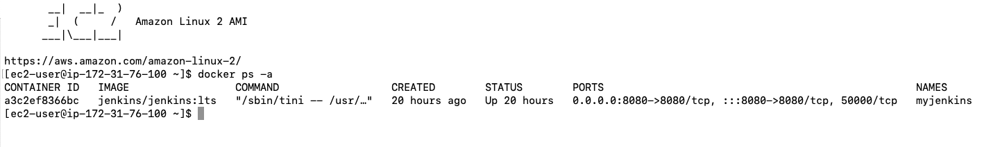 __|  __|_  )
_|  (     /   Amazon Linux 2 AMI
___|\___|___|
https://aws.amazon.com/amazon-linux-2/
[ec2-user@ip-172-31-76-100 ~]$ docker ps -a
CONTAINER ID   IMAGE                 COMMAND                  CREATED        STATUS        PORTS                                                  NAMES
a3c2ef8366bc   jenkins/jenkins:lts   "/sbin/tini -- /usr/…"   20 hours ago   Up 20 hours   0.0.0.0:8080->8080/tcp, :::8080->8080/tcp, 50000/tcp   myjenkins
[ec2-user@ip-172-31-76-100 ~]$